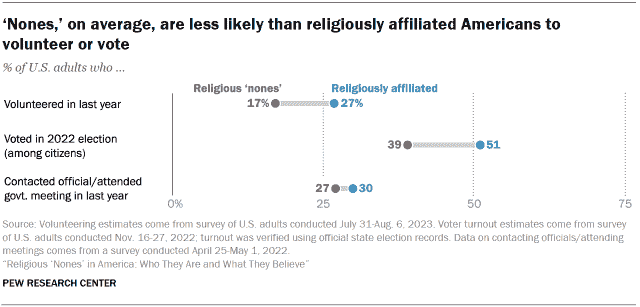 ‘Nones,’ on average, are less likely than religiously affiliated Americans to
volunteer or vote
% of U.S. adults who ...
Religious ‘nones’ Religiously affiliated
Volunteered in last year 17% 27%
Voted in 2022 election
(among citizens) 39 51
Contacted official/attended
govt. meeting in last year 27 30
0% 25 50 75
Source: Volunteering estimates come from survey of U.S. adults conducted July 31-Aug. 6, 2023. Voter turnout estimates come from survey
of U.S. adults conducted Nov. 16-27, 2022; turnout was verified using official state election records. Data on contacting officials/attending
meetings comes from a survey conducted April 25-May 1, 2022.
“Religious ‘Nones’ in America: Who They Are and What They Believe”
PEW RESEARCH CENTER